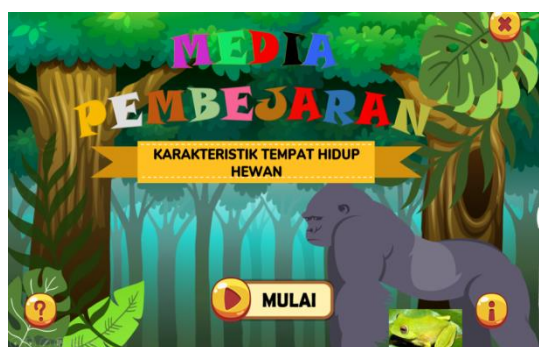 MEDIA
PEMBEJARAN
KARAKTERISTIK TEMPAT HIDUP
HEWAN
MULAI
?
i